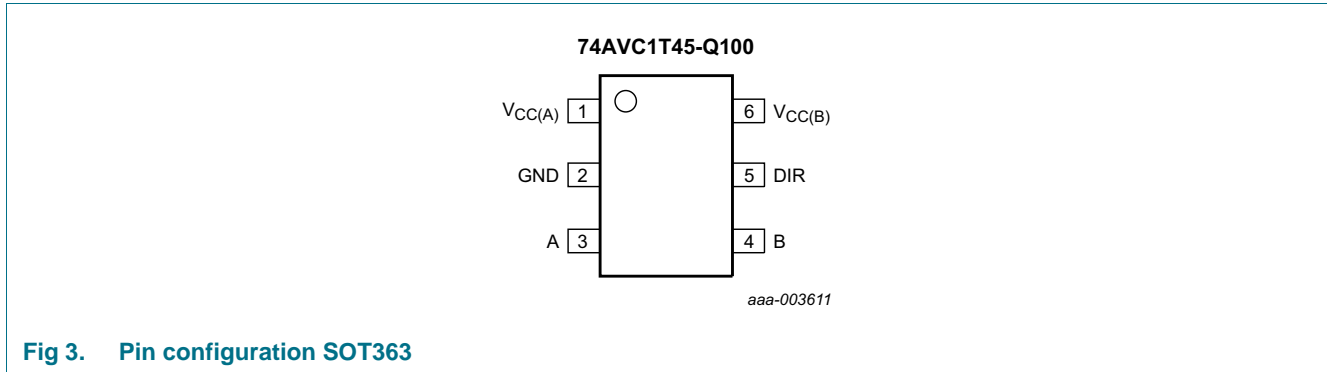 74AVC1T45-Q100
VCC(A) 1 6 VCC(B)
GND 2 5 DIR
A 3 4 B
aaa-003611
Fig 3. Pin configuration SOT363